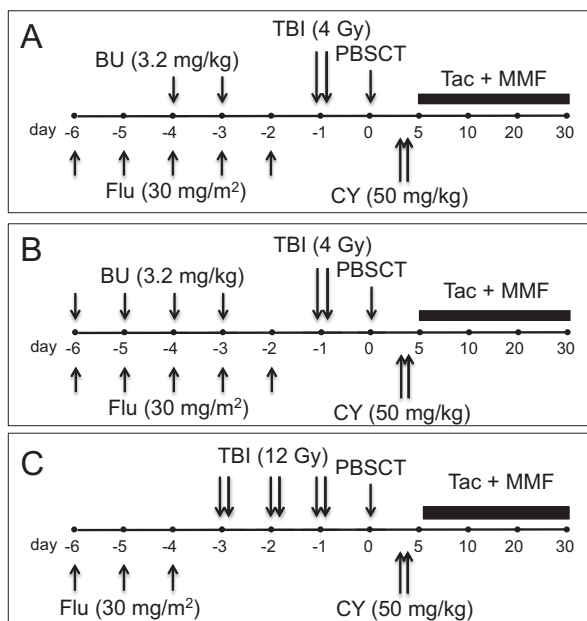 A
TBI (4 Gy)
BU (3.2 mg/kg)
PBSCT
Tac + MMF
day -6 -5 -4 -3 -2 -1 0 5 10 20 30
Flu (30 mg/m²)
CY (50 mg/kg)
B
TBI (4 Gy)
BU (3.2 mg/kg)
PBSCT
Tac + MMF
day -6 -5 -4 -3 -2 -1 0 5 10 20 30
Flu (30 mg/m²)
CY (50 mg/kg)
C
TBI (12 Gy)
PBSCT
Tac + MMF
day -6 -5 -4 -3 -2 -1 0 5 10 20 30
Flu (30 mg/m²)
CY (50 mg/kg)